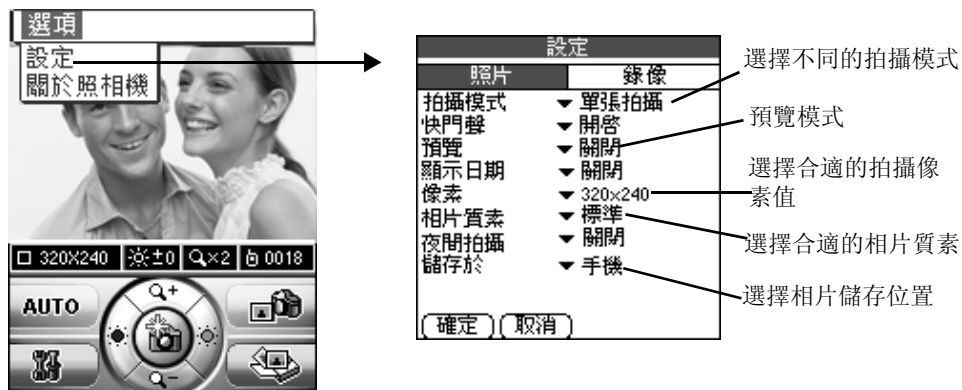 選項
設定
關於照相機
320X240 ±0 ×2 0018
AUTO
設定
照片 錄像
拍攝模式 單張拍攝
快門聲 開啓
預覽 關閉
顯示日期 關閉
像素 320×240
相片質素 標準
夜間拍攝 關閉
儲存於 手機
確定 取消
選擇不同的拍攝模式
預覽模式
選擇合適的拍攝像
素值
選擇合適的相片質素
選擇相片儲存位置